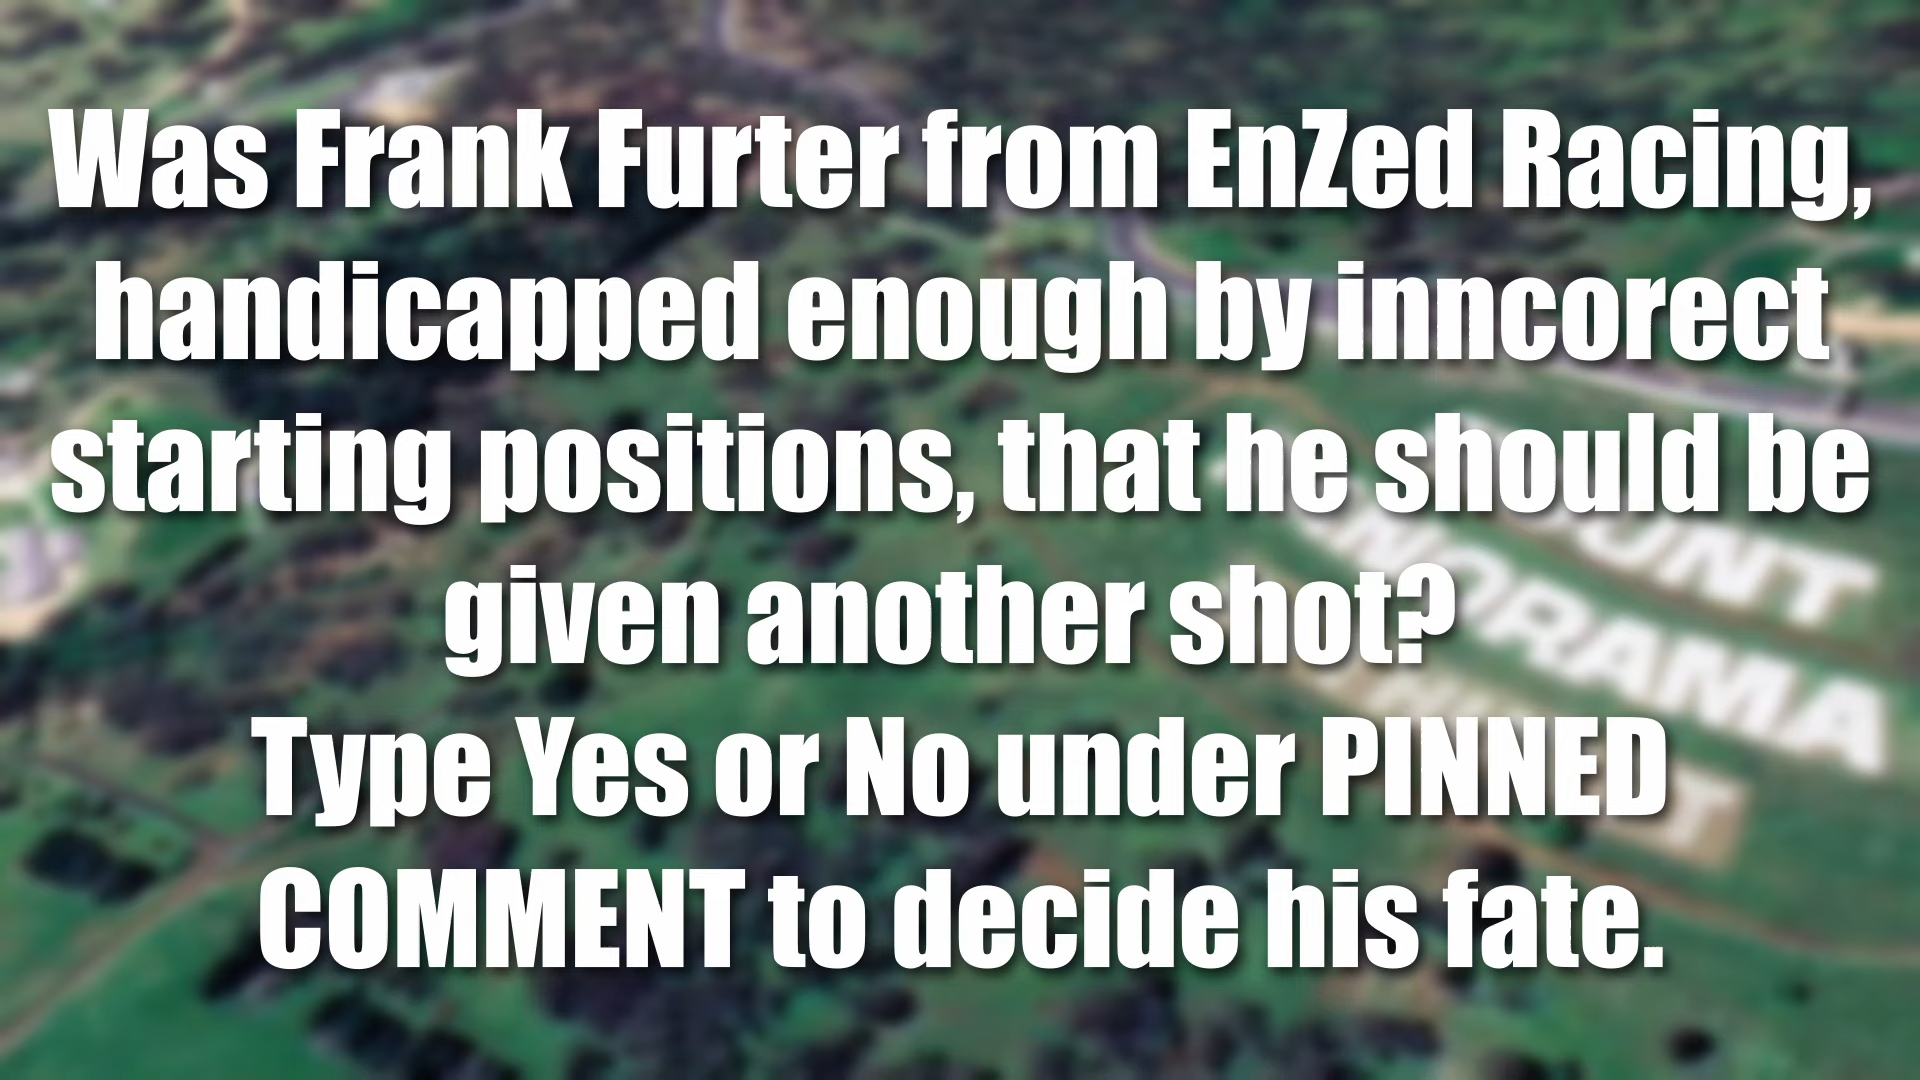 Was Frank Furter from EnZed Racing,
handicapped enough by inncorect
starting positions, that he should be
given another shot?
Type Yes or No under PINNED
COMMENT to decide his fate.
PANORAMA